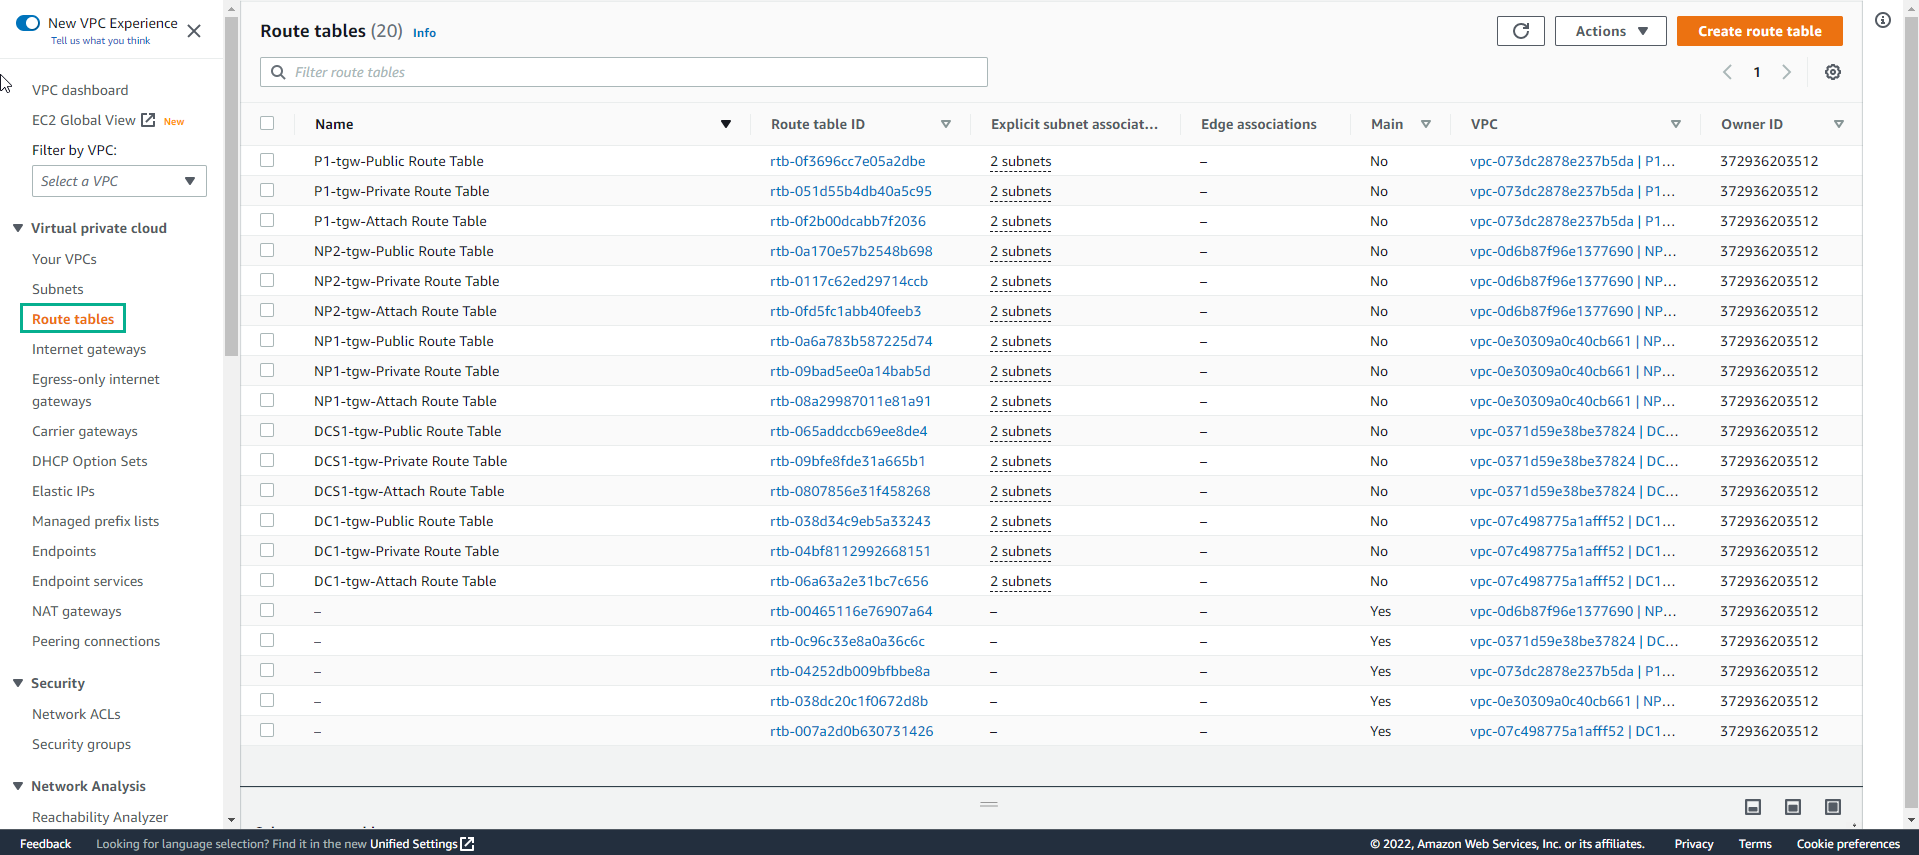 New VPC Experience
Tell us what you think
VPC dashboard
EC2 Global View New
Filter by VPC:
Select a VPC
Virtual private cloud
Your VPCs
Subnets
Route tables
Internet gateways
Egress-only internet
gateways
Carrier gateways
DHCP Option Sets
Elastic IPs
Managed prefix lists
Endpoints
Endpoint services
NAT gateways
Peering connections
Security
Network ACLs
Security groups
Network Analysis
Reachability Analyzer
Route tables (20) Info
Actions
Create route table
Filter route tables
1
Name Route table ID Explicit subnet associat... Edge associations Main VPC Owner ID
P1-tgw-Public Route Table rtb-0f3696cc7e05a2dbe 2 subnets – No vpc-073dc2878e237b5da | P1... 372936203512
P1-tgw-Private Route Table rtb-051d55b4db40a5c95 2 subnets – No vpc-073dc2878e237b5da | P1... 372936203512
P1-tgw-Attach Route Table rtb-0f2b00dcabb7f2036 2 subnets – No vpc-073dc2878e237b5da | P1... 372936203512
NP2-tgw-Public Route Table rtb-0a170e57b2548b698 2 subnets – No vpc-0d6b87f96e1377690 | NP... 372936203512
NP2-tgw-Private Route Table rtb-0117c62ed29714ccb 2 subnets – No vpc-0d6b87f96e1377690 | NP... 372936203512
NP2-tgw-Attach Route Table rtb-0fd5fc1abb40feeb3 2 subnets – No vpc-0d6b87f96e1377690 | NP... 372936203512
NP1-tgw-Public Route Table rtb-0a6a783b587225d74 2 subnets – No vpc-0e30309a0c40cb661 | NP... 372936203512
NP1-tgw-Private Route Table rtb-09bad5ee0a14bab5d 2 subnets – No vpc-0e30309a0c40cb661 | NP... 372936203512
NP1-tgw-Attach Route Table rtb-08a29987011e81a91 2 subnets – No vpc-0e30309a0c40cb661 | NP... 372936203512
DCS1-tgw-Public Route Table rtb-065addccb69ee8de4 2 subnets – No vpc-0371d59e38be37824 | DC... 372936203512
DCS1-tgw-Private Route Table rtb-09bfe8fde31a665b1 2 subnets – No vpc-0371d59e38be37824 | DC... 372936203512
DCS1-tgw-Attach Route Table rtb-0807856e31f458268 2 subnets – No vpc-0371d59e38be37824 | DC... 372936203512
DC1-tgw-Public Route Table rtb-038d34c9eb5a33243 2 subnets – No vpc-07c498775a1afff52 | DC1... 372936203512
DC1-tgw-Private Route Table rtb-04bf8112992668151 2 subnets – No vpc-07c498775a1afff52 | DC1... 372936203512
DC1-tgw-Attach Route Table rtb-06a63a2e31bc7c656 2 subnets – No vpc-07c498775a1afff52 | DC1... 372936203512
– rtb-00465116e76907a64 – – Yes vpc-0d6b87f96e1377690 | NP... 372936203512
– rtb-0c96c33e8a0a36c6c – – Yes vpc-0371d59e38be37824 | DC... 372936203512
– rtb-04252db009bfbbe8a – – Yes vpc-073dc2878e237b5da | P1... 372936203512
– rtb-038dc20c1f0672d8b – – Yes vpc-0e30309a0c40cb661 | NP... 372936203512
– rtb-007a2d0b630731426 – – Yes vpc-07c498775a1afff52 | DC1... 372936203512
Feedback Looking for language selection? Find it in the new Unified Settings © 2022, Amazon Web Services, Inc. or its affiliates. Privacy Terms Cookie preferences